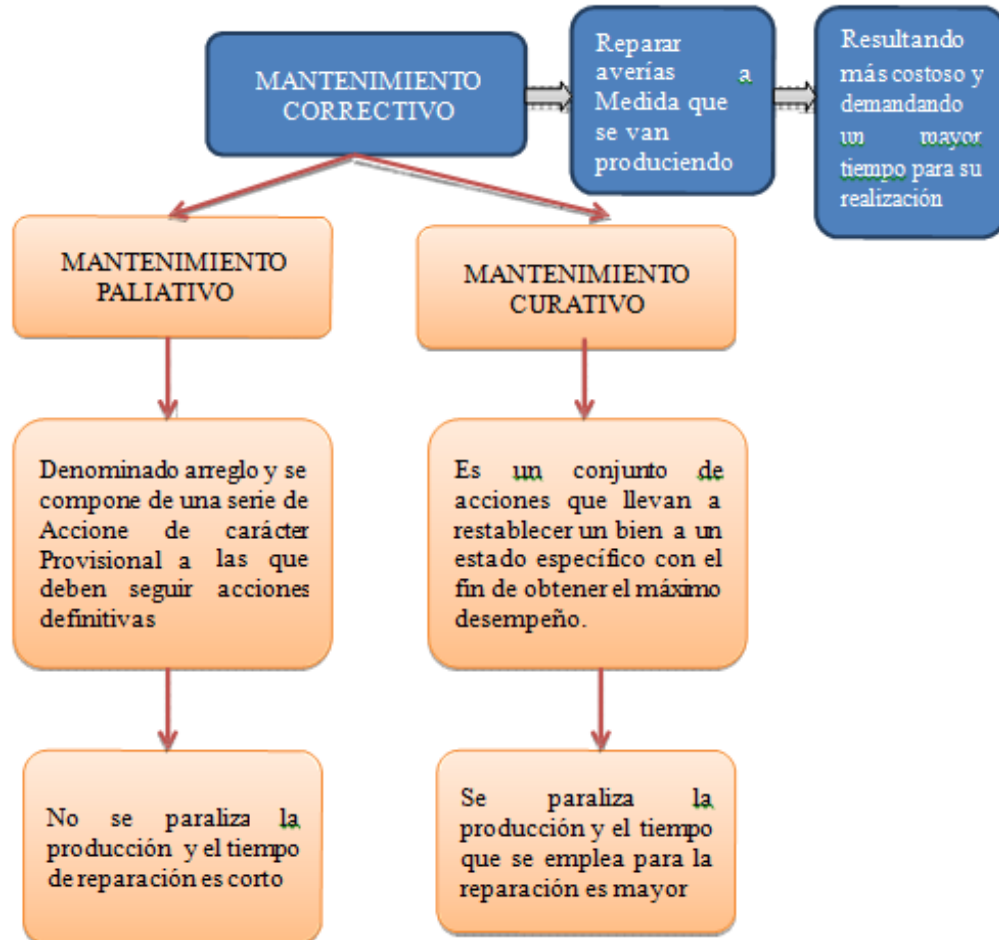 MANTENIMIENTO
CORRECTIVO
Reparar
averías a
Medida que
se van
produciendo
Resultando
más costoso y
demandando
un mayor
tiempo para su
realización
MANTENIMIENTO
PALIATIVO
MANTENIMIENTO
CURATIVO
Denominado arreglo y se
compone de una serie de
Accione de carácter
Provisional a las que
deben seguir acciones
definitivas
Es un conjunto de
acciones que llevan a
restablecer un bien a un
estado específico con el
fin de obtener el máximo
desempeño.
No se paraliza la
producción y el tiempo
de reparación es corto
Se paraliza la
producción y el tiempo
que se emplea para la
reparación es mayor